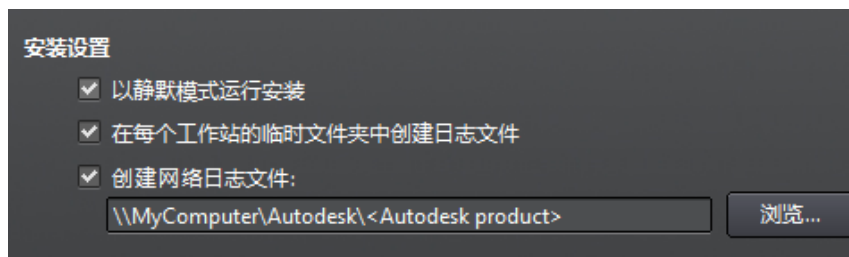 安装设置
以静默模式运行安装
在每个工作站的临时文件夹中创建日志文件
创建网络日志文件:
\\MyComputer\Autodesk\<Autodesk product>
浏览...